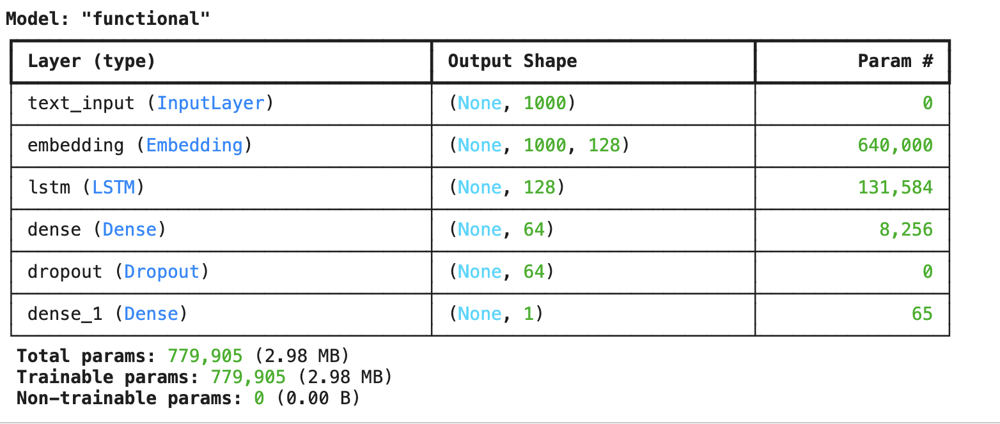 Model: "functional"
Layer (type) Output Shape Param #
text_input (InputLayer) (None, 1000) 0
embedding (Embedding) (None, 1000, 128) 640,000
lstm (LSTM) (None, 128) 131,584
dense (Dense) (None, 64) 8,256
dropout (Dropout) (None, 64) 0
dense_1 (Dense) (None, 1) 65
Total params: 779,905 (2.98 MB)
Trainable params: 779,905 (2.98 MB)
Non-trainable params: 0 (0.00 B)